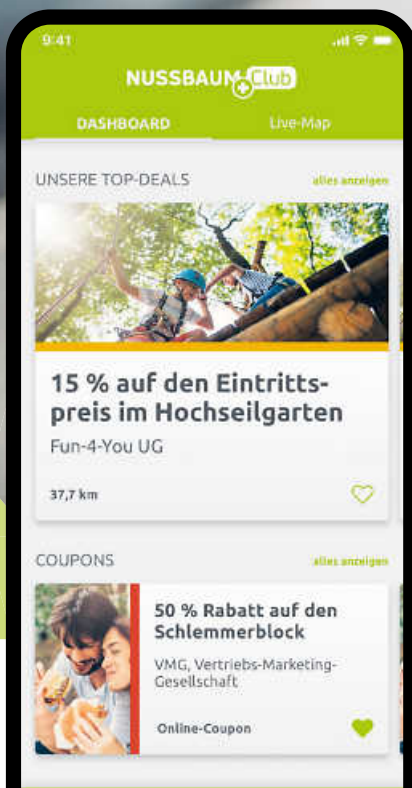 9:41
NUSSBAUM Club
DASHBOARD Live-Map
UNSERE TOP-DEALS alles anzeigen
15 % auf den Eintritts-
preis im Hochseilgarten
Fun-4-You UG
37,7 km
COUPONS alles anzeigen
50 % Rabatt auf den
Schlemmerblock
VMG, Vertriebs-Marketing-
Gesellschaft
Online-Coupon